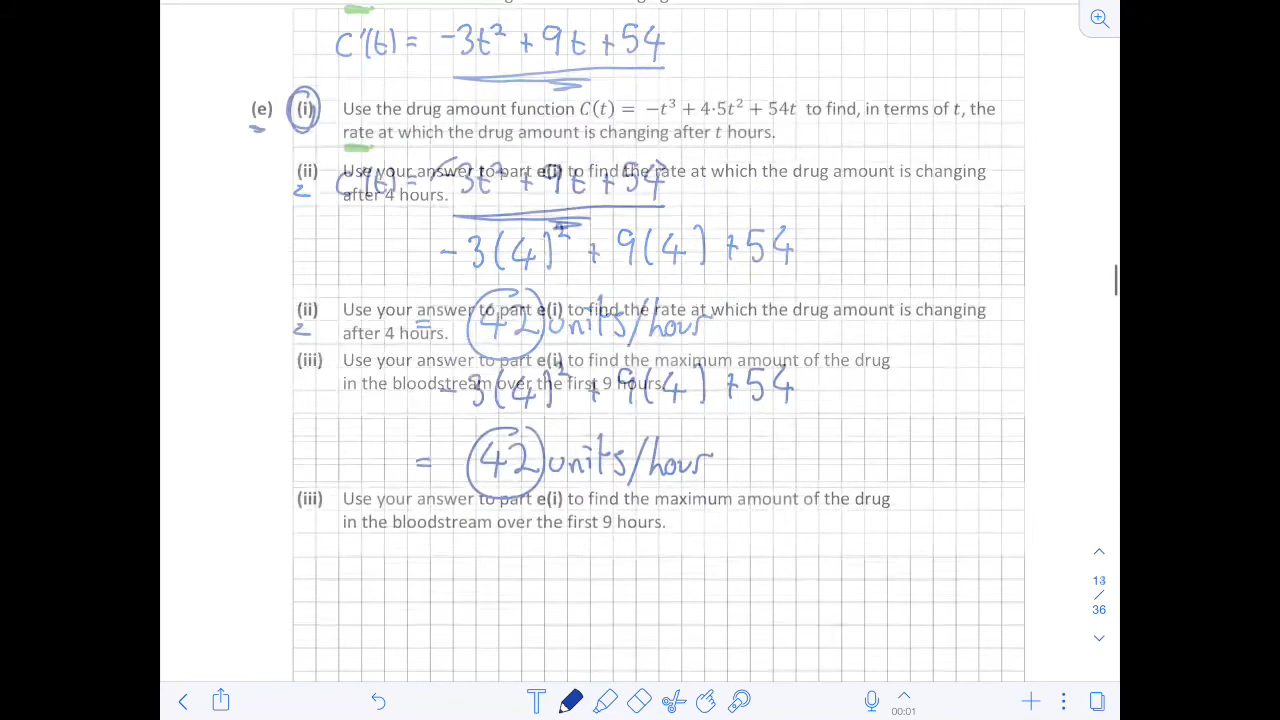 C'(t) = -3t² + 9t + 54
(e) (i) Use the drug amount function C(t) = −t³ + 4·5t² + 54t to find, in terms of t, the
rate at which the drug amount is changing after t hours.
(ii) Use your answer to part e(i) to find the rate at which the drug amount is changing
2 after 4 hours.
C'(t) = -3t² + 9t + 54
-3(4)² + 9(4) + 54
(ii) Use your answer to part e(i) to find the rate at which the drug amount is changing
2 after 4 hours.
= 42 units/hour
(iii) Use your answer to part e(i) to find the maximum amount of the drug
in the bloodstream over the first 9 hours.
-3(4)² + 9(4) + 54
= 42 units/hour
(iii) Use your answer to part e(i) to find the maximum amount of the drug
in the bloodstream over the first 9 hours.
13
/
36
T
00:01